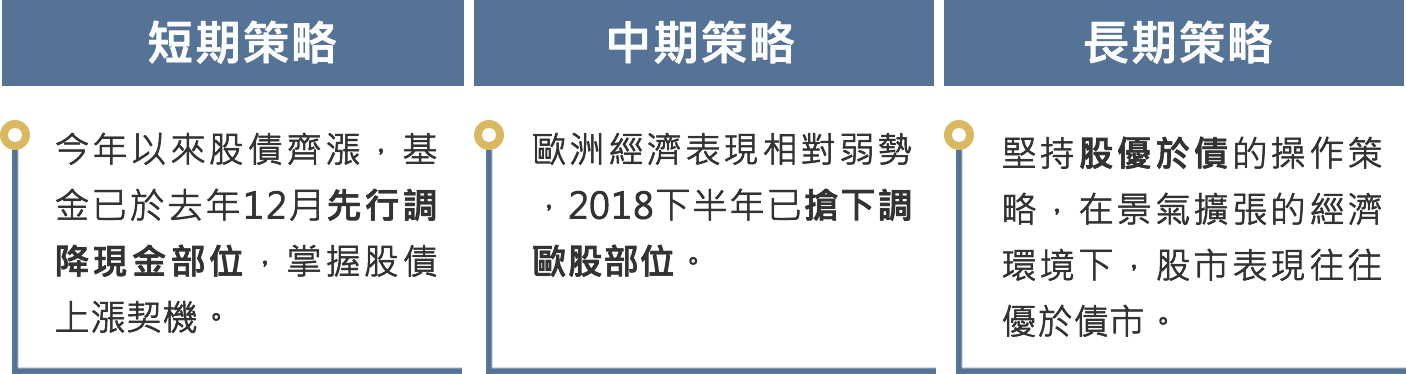 短期策略
今年以來股債齊漲，基
金已於去年12月先行調
降現金部位，掌握股債
上漲契機。
中期策略
歐洲經濟表現相對弱勢
，2018下半年已搶下調
歐股部位。
長期策略
堅持股優於債的操作策
略，在景氣擴張的經濟
環境下，股市表現往往
優於債市。